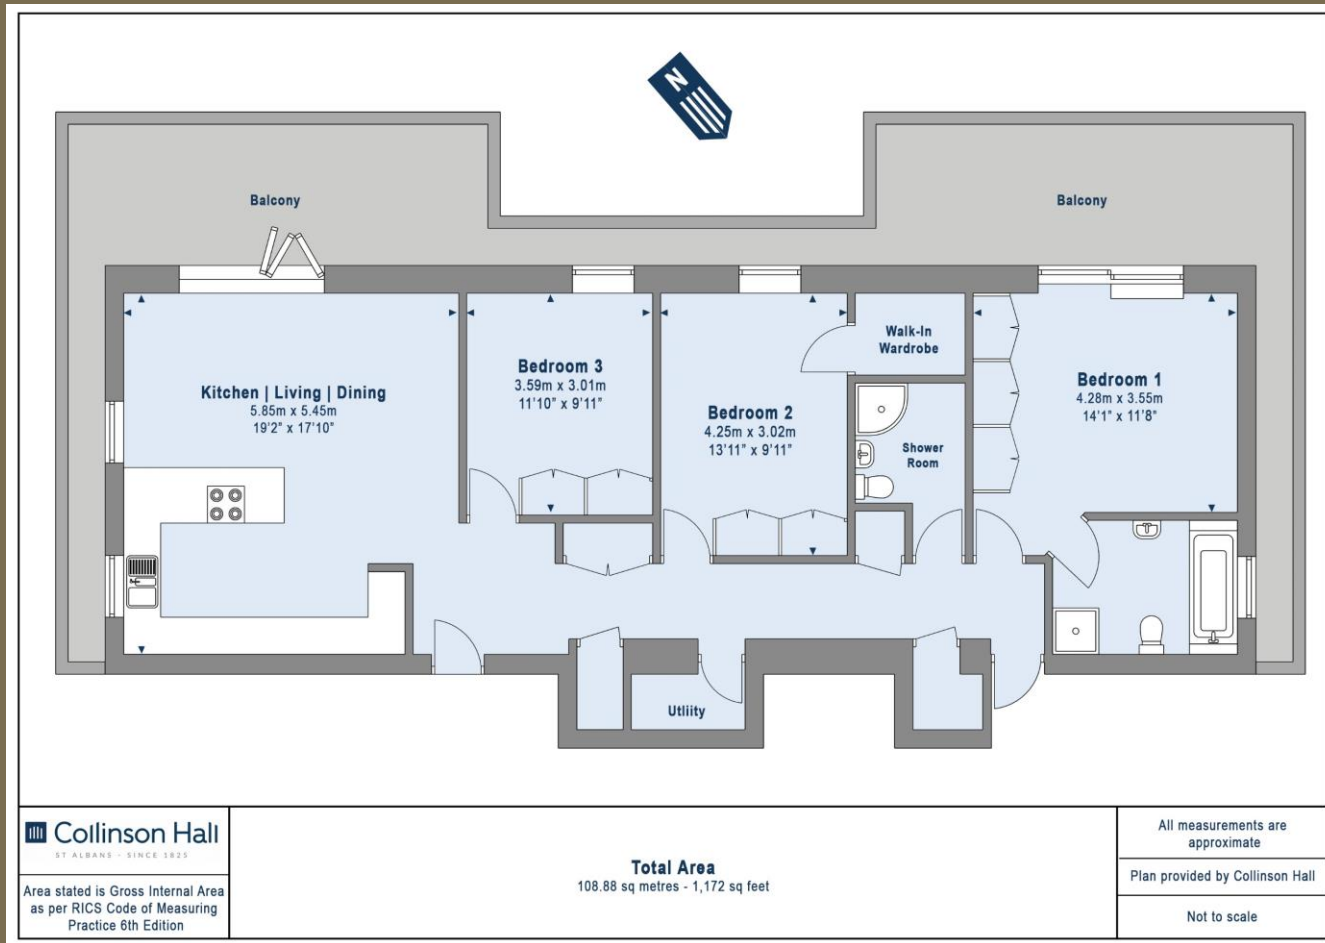 N
Balcony
Balcony
Walk-In
Wardrobe
Kitchen | Living | Dining
5.85m x 5.45m
19'2" x 17'10"
Bedroom 3
3.59m x 3.01m
11'10" x 9'11"
Bedroom 2
4.25m x 3.02m
13'11" x 9'11"
Bedroom 1
4.28m x 3.55m
14'1" x 11'8"
Shower
Room
Utliity
Collinson Hall
ST ALBANS - SINCE 1825
Area stated is Gross Internal Area
as per RICS Code of Measuring
Practice 6th Edition
Total Area
108.88 sq metres - 1,172 sq feet
All measurements are
approximate
Plan provided by Collinson Hall
Not to scale